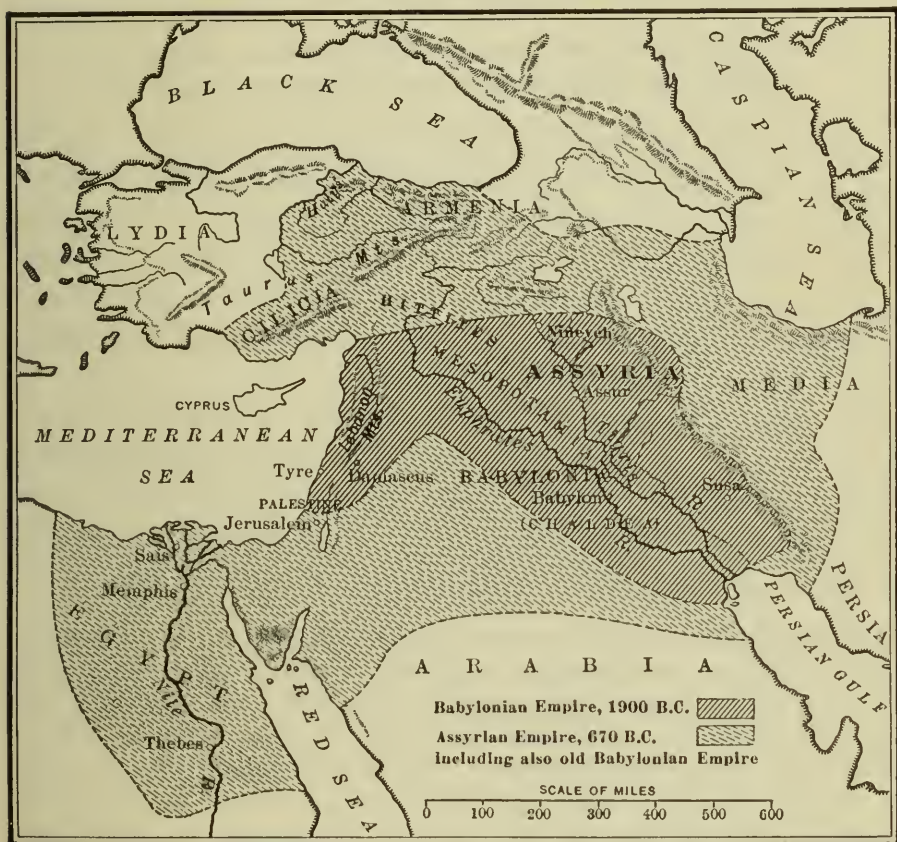 BLACK SEA
CASPIAN SEA
Halys
ARMENIA
LYDIA
Taurus Mts.
CILICIA
HITTITES
Nineveh
MESOPOTAMIA
ASSYRIA
Assur
MEDIA
CYPRUS
Euphrates R.
Tigris R.
MEDITERRANEAN
SEA
Lebanon
Mts.
Tyre
Damascus
BABYLONIA
Susa
PALESTINE
Babylon
Jerusalem
(CHALDEA)
Sais
Memphis
EGYPT
PERSIA
PERSIAN GULF
Nile R.
RED SEA
ARABIA
Thebes
Babylonian Empire, 1900 B.C.
Assyrian Empire, 670 B.C.
including also old Babylonian Empire
SCALE OF MILES
0 100 200 300 400 500 600